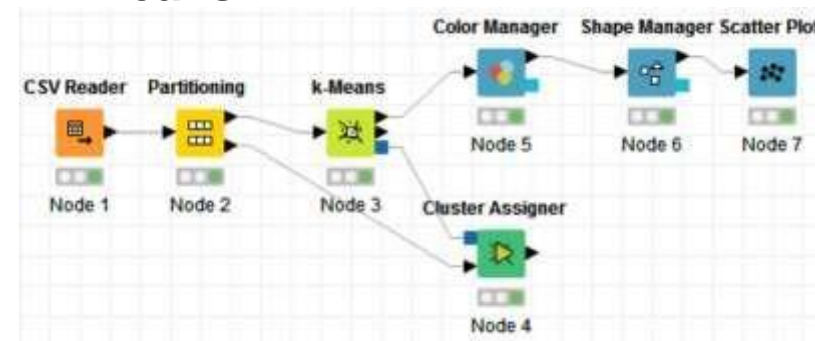 Color Manager Shape Manager Scatter Plot
CSV Reader Partitioning k-Means
Node 5 Node 6 Node 7
Node 1 Node 2 Node 3 Cluster Assigner
Node 4